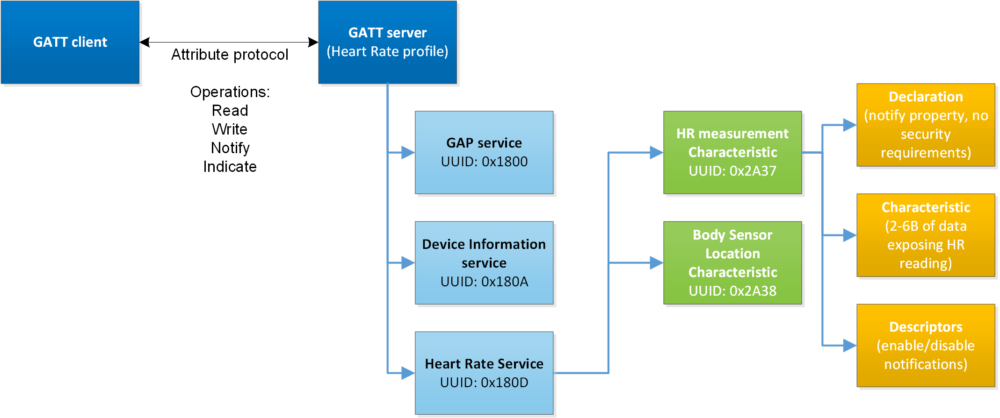 GATT client
Attribute protocol
Operations:
Read
Write
Notify
Indicate
GATT server
(Heart Rate profile)
GAP service
UUID: 0x1800
Device Information
service
UUID: 0x180A
Heart Rate Service
UUID: 0x180D
HR measurement
Characteristic
UUID: 0x2A37
Body Sensor
Location
Characteristic
UUID: 0x2A38
Declaration
(notify property, no
security
requirements)
Characteristic
(2-6B of data
exposing HR
reading)
Descriptors
(enable/disable
notifications)